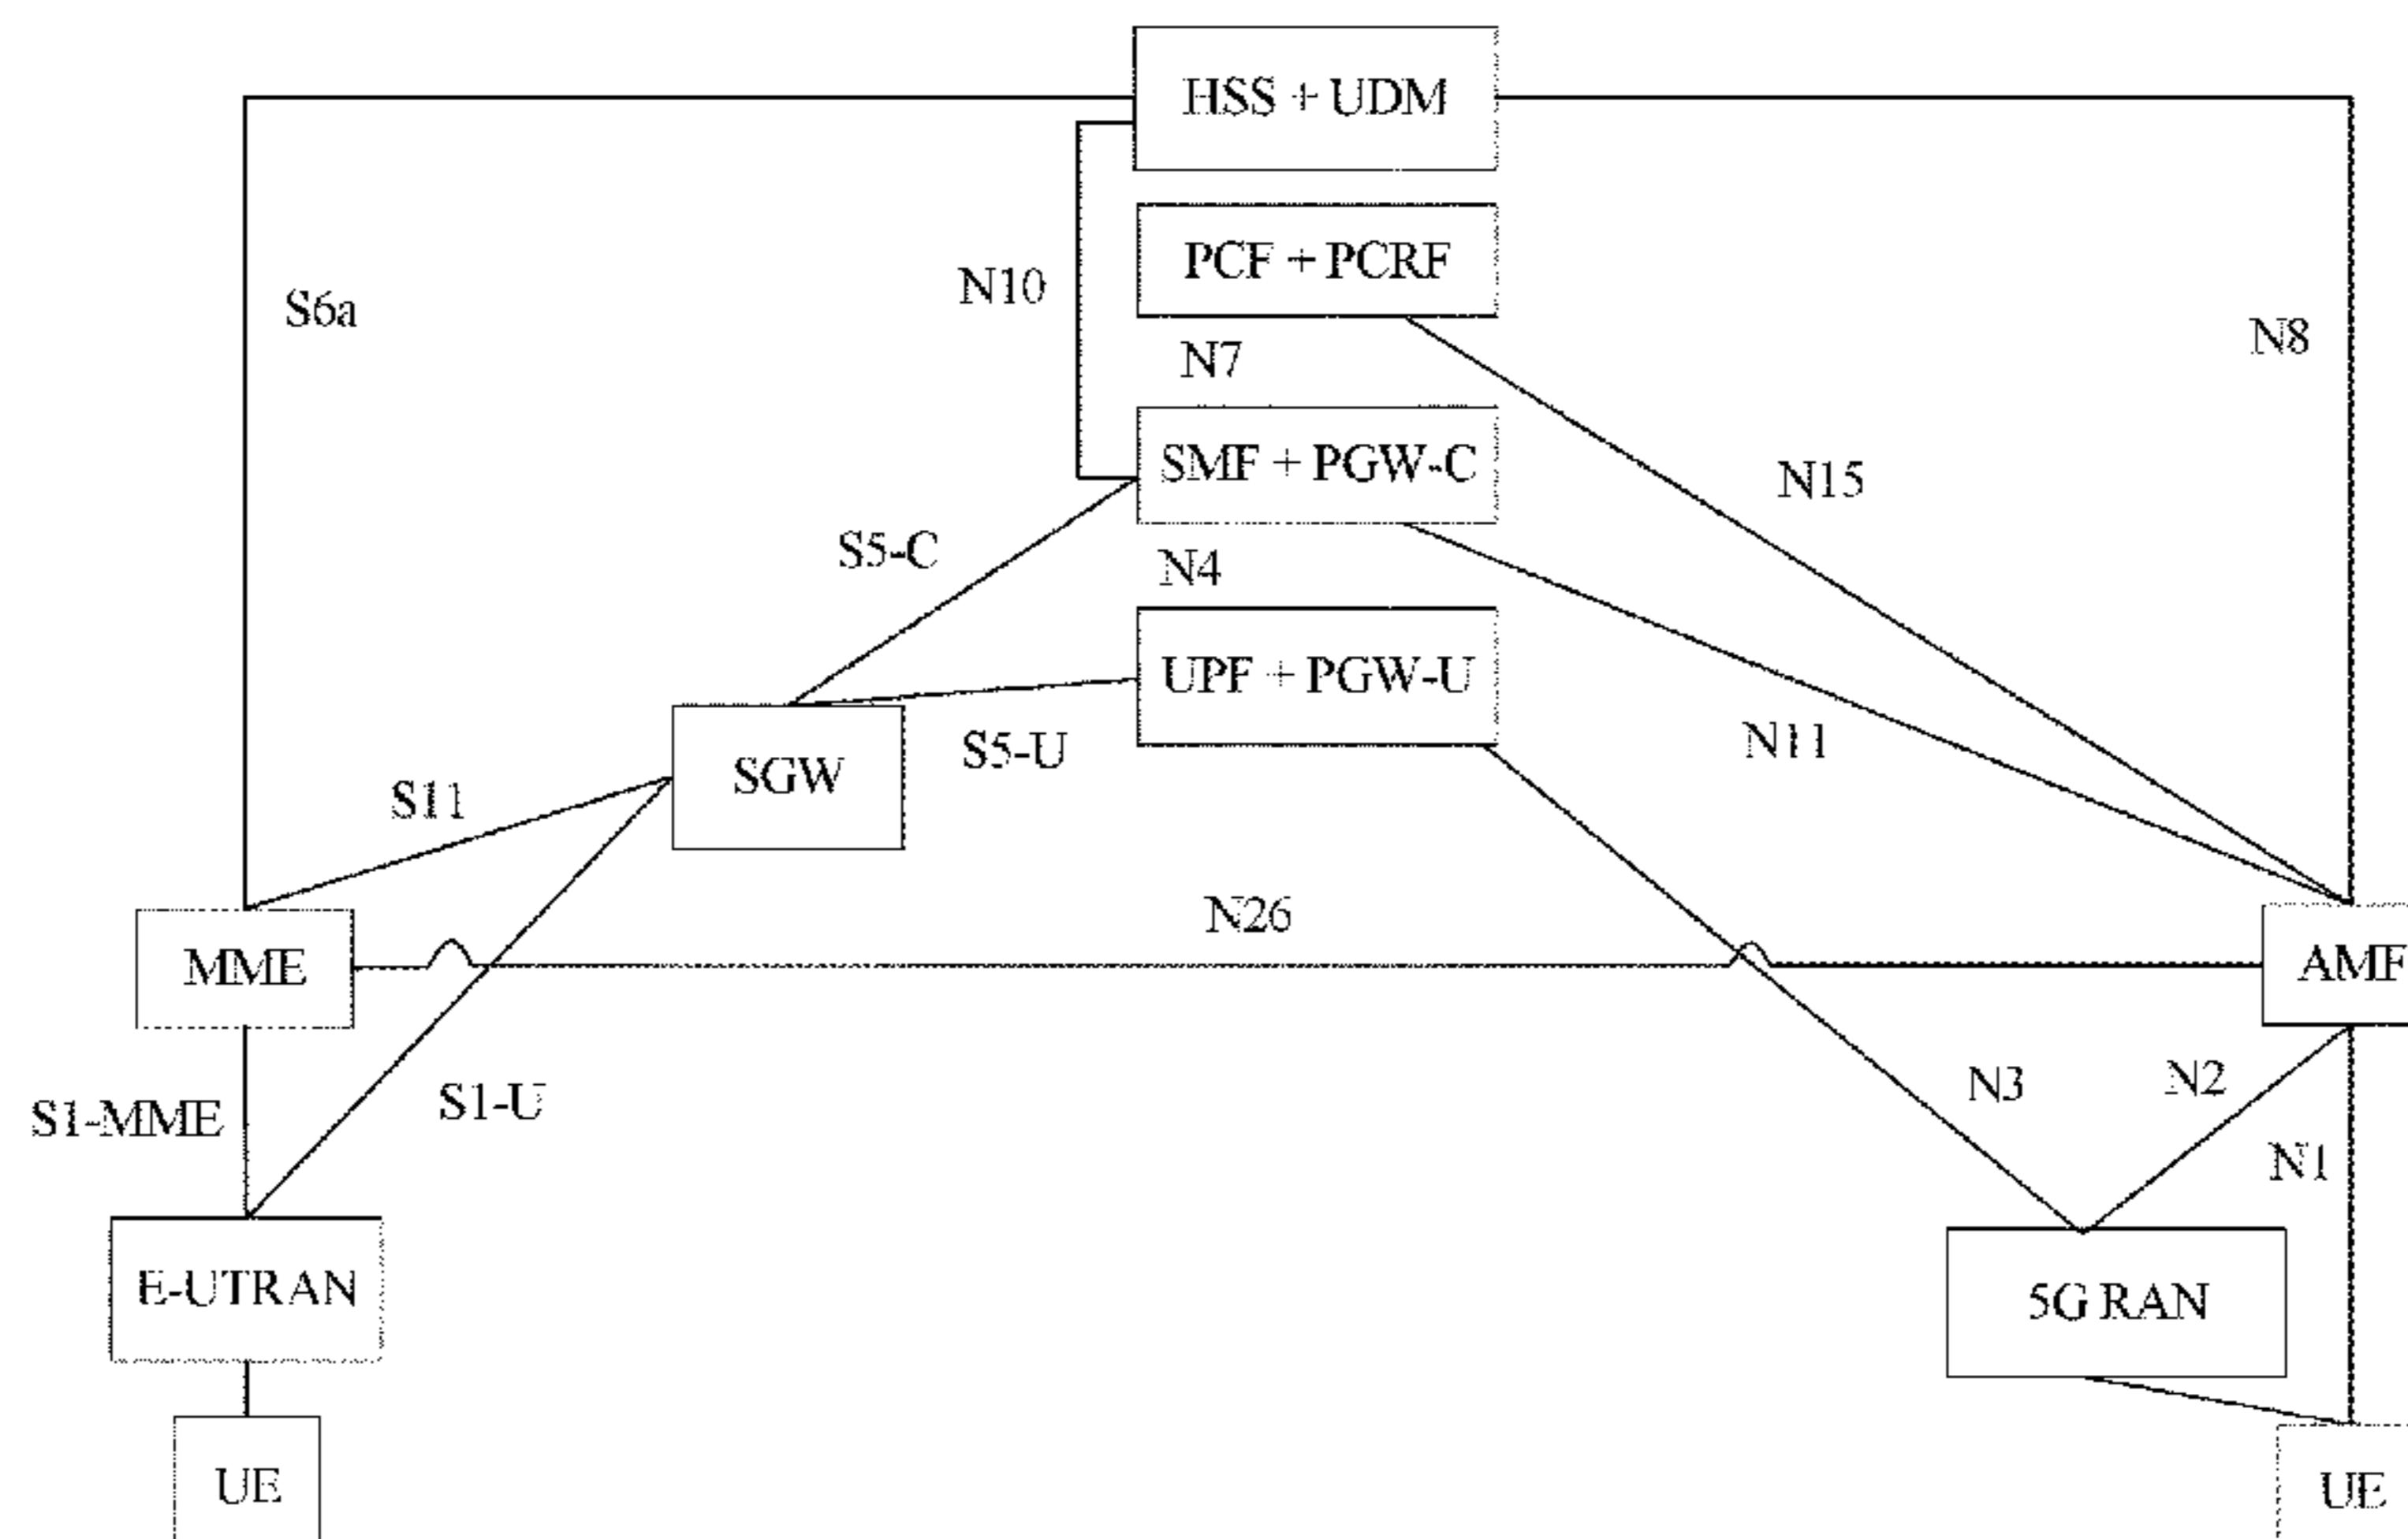 HSS + UDM
PCF + PCRF
N10
S6a
N8
N7
SMF + PGW-C
N15
S5-C
N4
UPF + PGW-U
N11
S5-U
SGW
S11
N26
MME
AMF
S1-MME
S1-U
N3
N2
N1
E-UTRAN
5G RAN
UE
UE